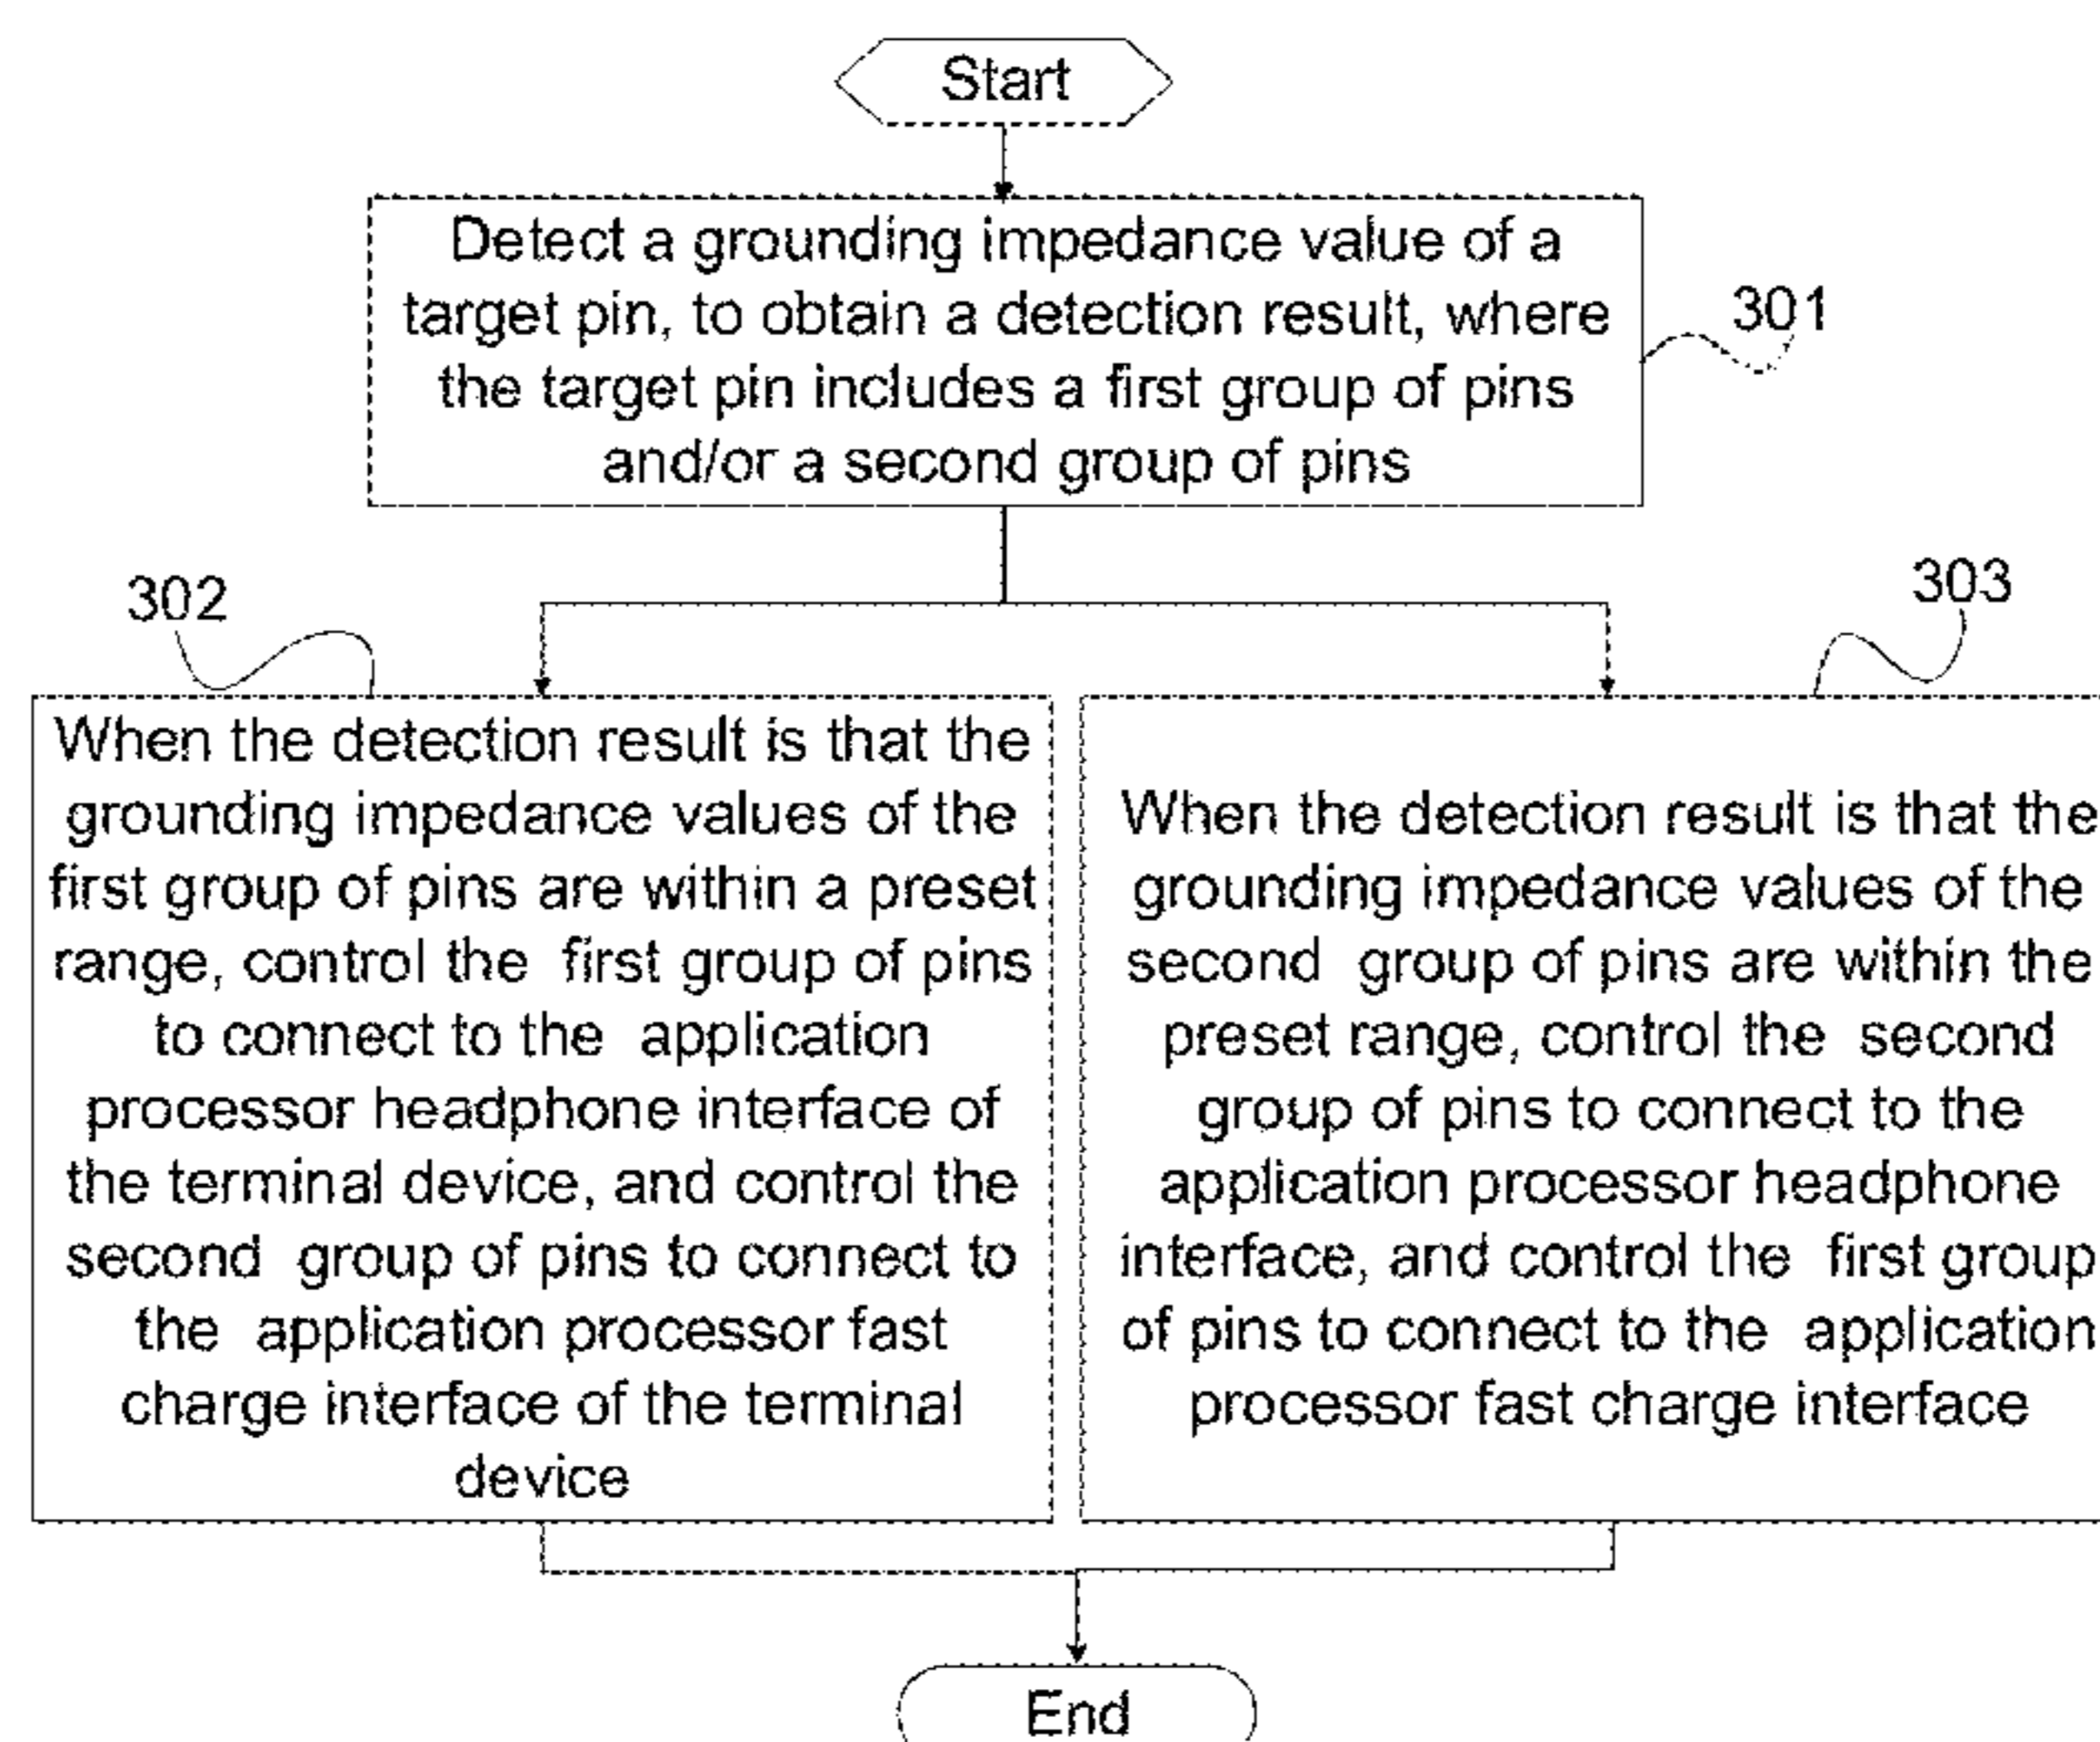 Start
Detect a grounding impedance value of a
target pin, to obtain a detection result, where
the target pin includes a first group of pins
and/or a second group of pins
301
302
303
When the detection result is that the
grounding impedance values of the
first group of pins are within a preset
range, control the first group of pins
to connect to the application
processor headphone interface of
the terminal device, and control the
second group of pins to connect to
the application processor fast
charge interface of the terminal
device
When the detection result is that the
grounding impedance values of the
second group of pins are within the
preset range, control the second
group of pins to connect to the
application processor headphone
interface, and control the first group
of pins to connect to the application
processor fast charge interface
End